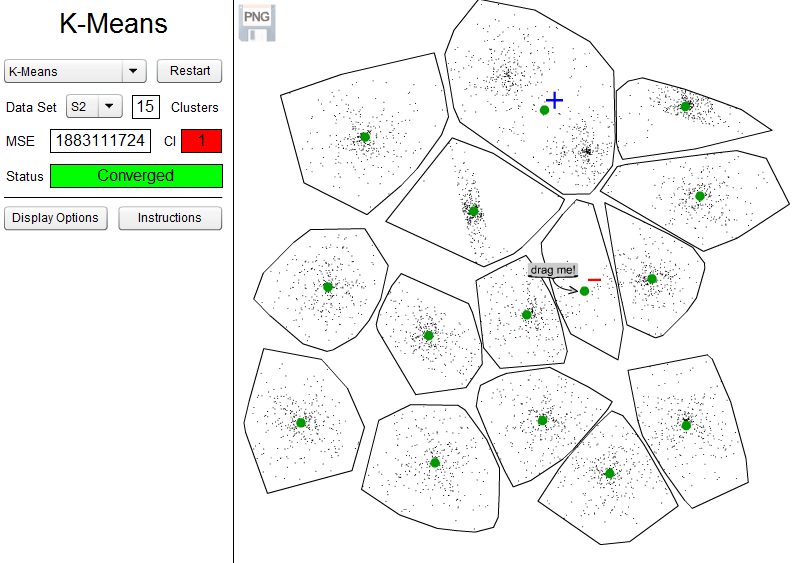 K-Means
K-Means
Restart
Data Set
S2
15
Clusters
MSE
1883111724
CI
1
Status
Converged
Display Options
Instructions
PNG
drag me!